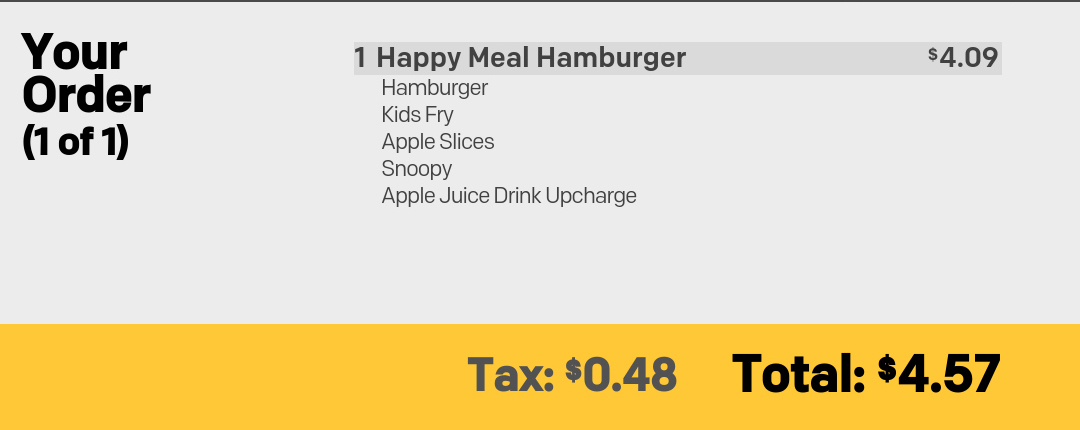 Your
Order
(1 of 1)
1 Happy Meal Hamburger $4.09
Hamburger
Kids Fry
Apple Slices
Snoopy
Apple Juice Drink Upcharge
Tax: $0.48 Total: $4.57